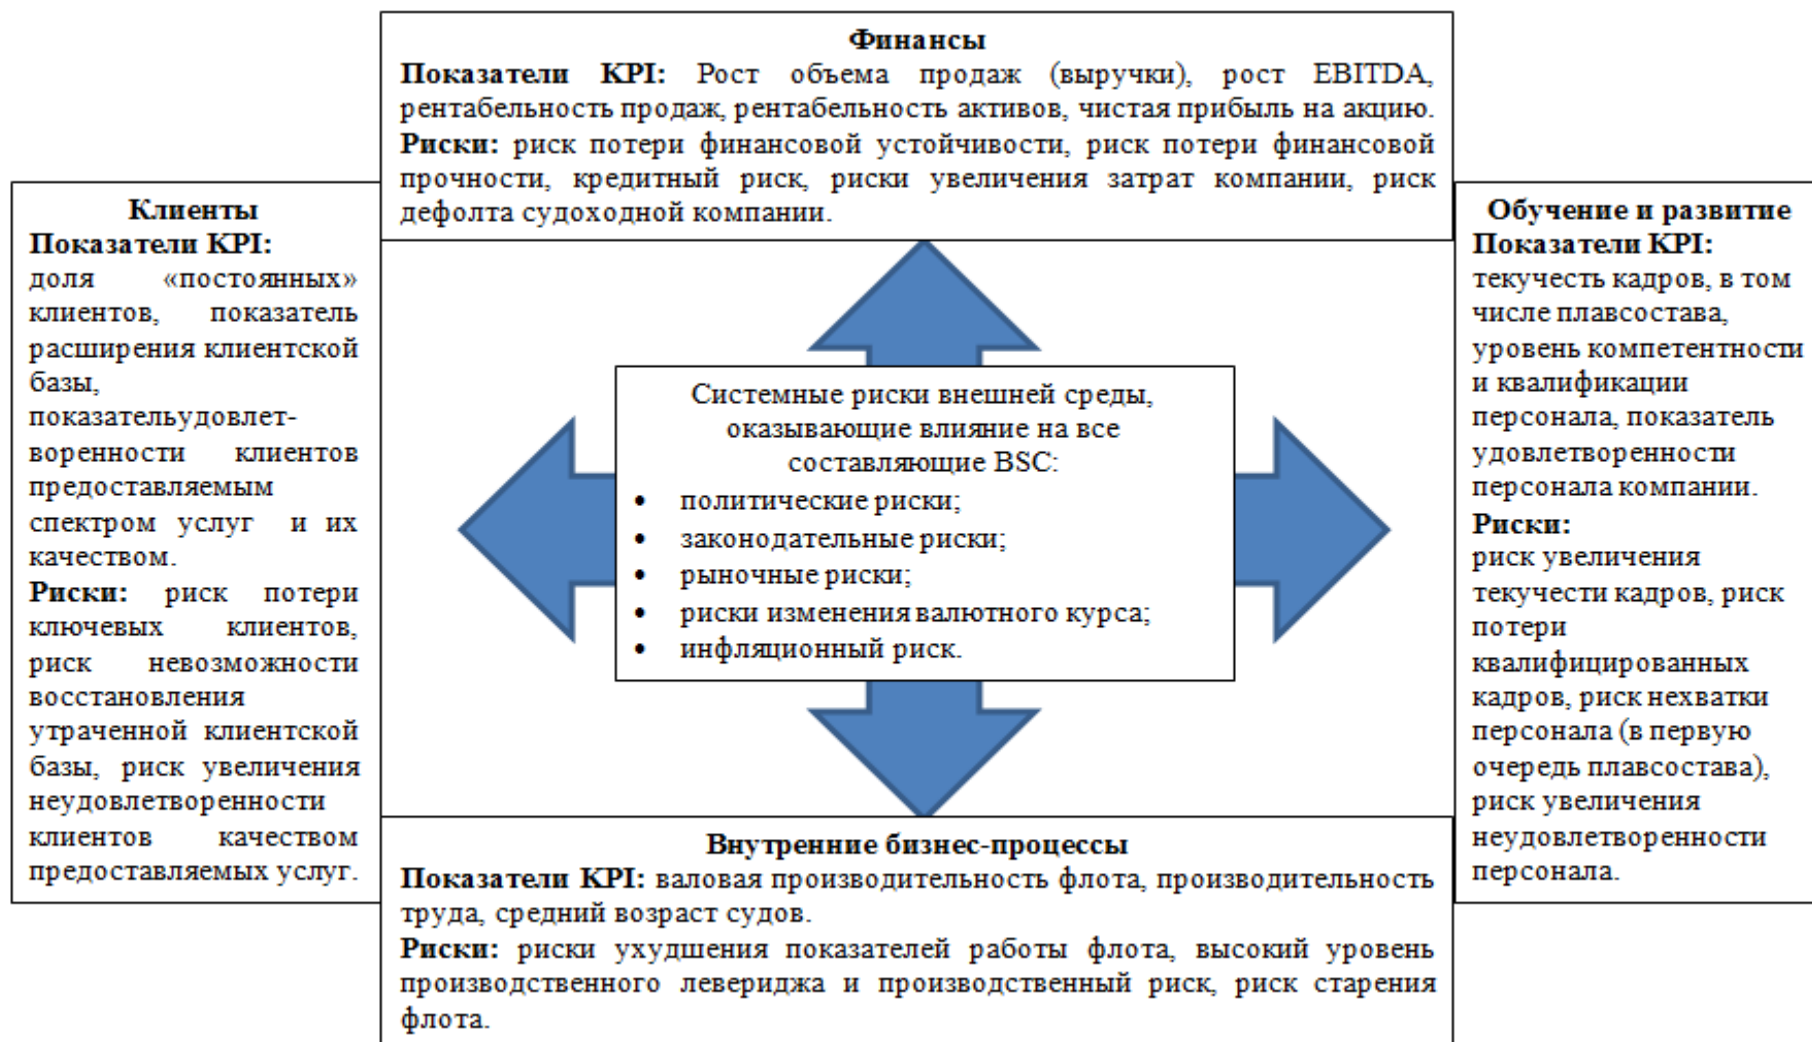 Финансы
Показатели KPI: Рост объема продаж (выручки), рост EBITDA,
рентабельность продаж, рентабельность активов, чистая прибыль на акцию.
Риски: риск потери финансовой устойчивости, риск потери финансовой
прочности, кредитный риск, риски увеличения затрат компании, риск
дефолта судоходной компании.
Клиенты
Показатели KPI:
доля «постоянных»
клиентов, показатель
расширения клиентской
базы,
показательудовлет-
воренности клиентов
предоставляемым
спектром услуг и их
качеством.
Риски: риск потери
ключевых клиентов,
риск невозможности
восстановления
утраченной клиентской
базы, риск увеличения
неудовлетворенности
клиентов качеством
предоставляемых услуг.
Системные риски внешней среды,
оказывающие влияние на все
составляющие BSC:
• политические риски;
• законодательные риски;
• рыночные риски;
• риски изменения валютного курса;
• инфляционный риск.
Обучение и развитие
Показатели KPI:
текучесть кадров, в том
числе плавсостава,
уровень компетентности
и квалификации
персонала, показатель
удовлетворенности
персонала компании.
Риски:
риск увеличения
текучести кадров, риск
потери
квалифицированных
кадров, риск нехватки
персонала (в первую
очередь плавсостава),
риск увеличения
неудовлетворенности
персонала.
Внутренние бизнес-процессы
Показатели KPI: валовая производительность флота, производительность
труда, средний возраст судов.
Риски: риски ухудшения показателей работы флота, высокий уровень
производственного левериджа и производственный риск, риск старения
флота.